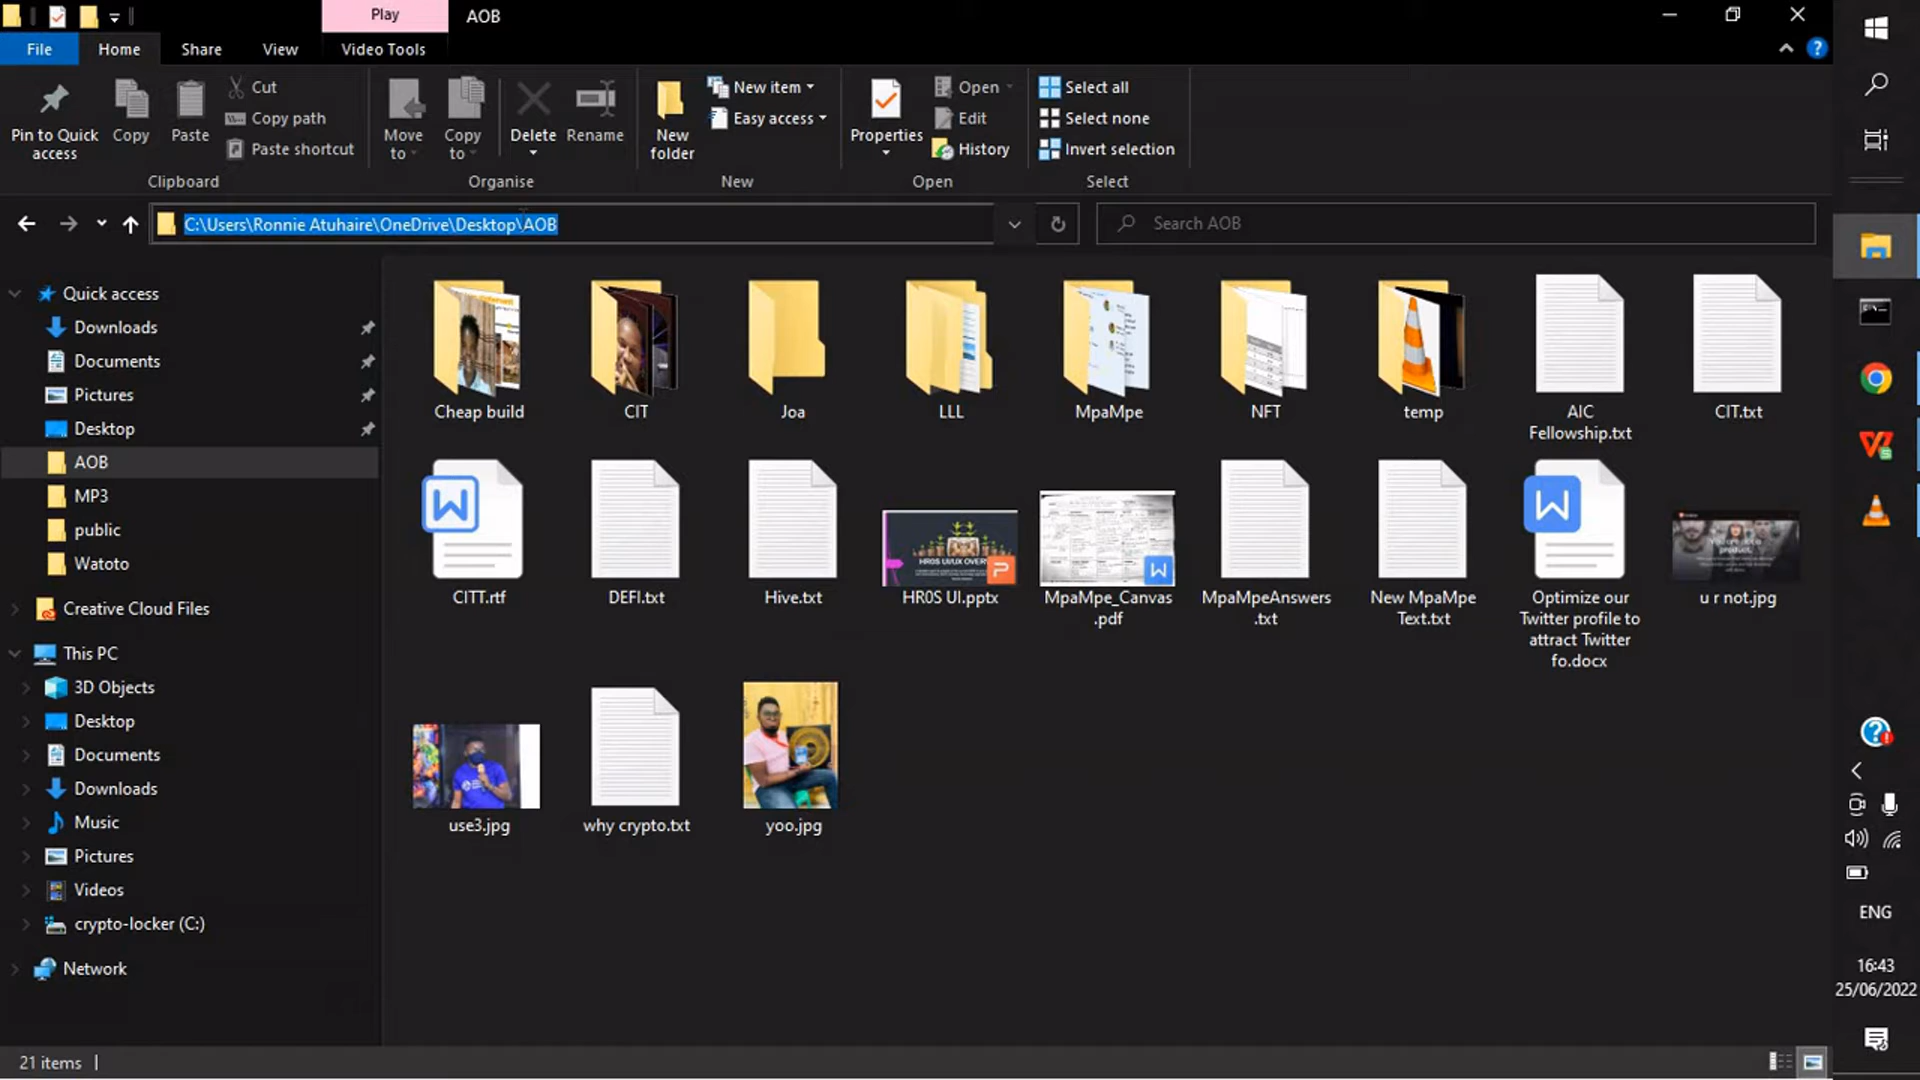 Play
AOB
File
Home
Share
View
Video Tools
Pin to Quick
access
Copy
Paste
Cut
Copy path
Paste shortcut
Clipboard
Move
to
Copy
to
Delete
Rename
Organise
New
folder
New item
Easy access
New
Properties
Open
Edit
History
Open
Select all
Select none
Invert selection
Select
C:\Users\Ronnie Atuhaire\OneDrive\Desktop\AOB
Search AOB
Quick access
Downloads
Documents
Pictures
Desktop
AOB
MP3
public
Watoto
Creative Cloud Files
This PC
3D Objects
Desktop
Documents
Downloads
Music
Pictures
Videos
crypto-locker (C:)
Network
Cheap build
CIT
Joa
LLL
MpaMpe
NFT
temp
AIC
Fellowship.txt
CIT.txt
CITT.rtf
DEFI.txt
Hive.txt
HR0S UI.pptx
MpaMpe_Canvas
.pdf
MpaMpeAnswers
.txt
New MpaMpe
Text.txt
Optimize our
Twitter profile to
attract Twitter
fo.docx
u r not.jpg
use3.jpg
why crypto.txt
yoo.jpg
ENG
16:43
25/06/2022
21 items